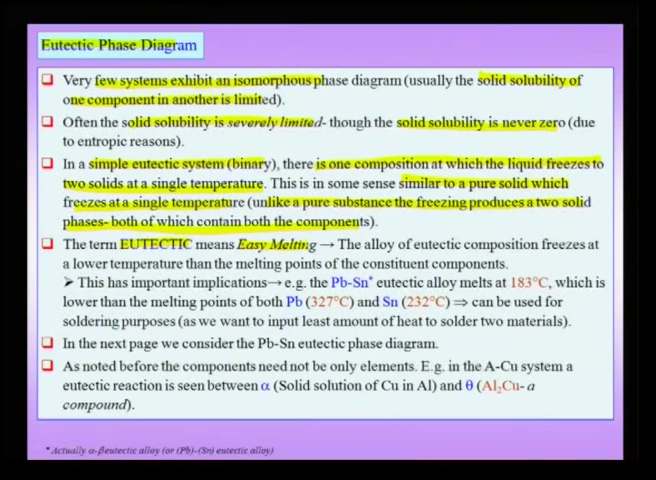 Eutectic Phase Diagram
❑ Very few systems exhibit an isomorphous phase diagram (usually the solid solubility of
one component in another is limited).
❑ Often the solid solubility is severely limited- though the solid solubility is never zero (due
to entropic reasons).
❑ In a simple eutectic system (binary), there is one composition at which the liquid freezes to
two solids at a single temperature. This is in some sense similar to a pure solid which
freezes at a single temperature (unlike a pure substance the freezing produces a two solid
phases- both of which contain both the components).
❑ The term EUTECTIC means Easy Melting → The alloy of eutectic composition freezes at
a lower temperature than the melting points of the constituent components.
➤ This has important implications→ e.g. the Pb-Sn* eutectic alloy melts at 183°C, which is
lower than the melting points of both Pb (327°C) and Sn (232°C) ⇒ can be used for
soldering purposes (as we want to input least amount of heat to solder two materials).
❑ In the next page we consider the Pb-Sn eutectic phase diagram.
❑ As noted before the components need not be only elements. E.g. in the A-Cu system a
eutectic reaction is seen between α (Solid solution of Cu in Al) and θ (Al₂Cu- a
compound).
* Actually α-βeutectic alloy (or (Pb)-(Sn) eutectic alloy)